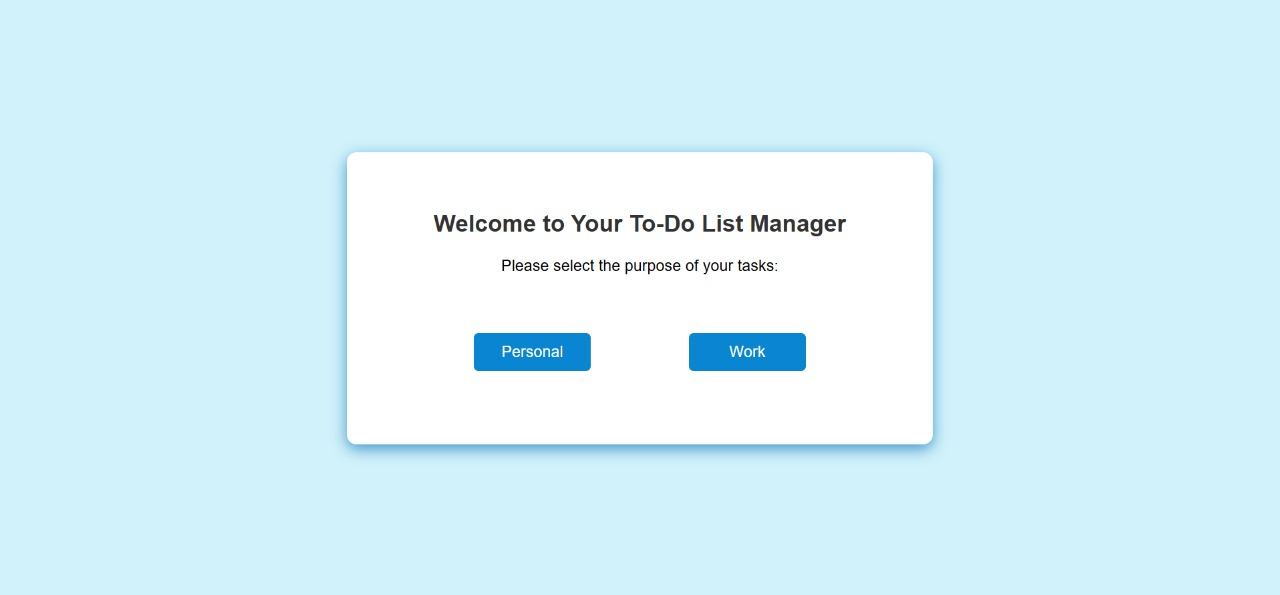 Welcome to Your To-Do List Manager
Please select the purpose of your tasks:
Personal
Work